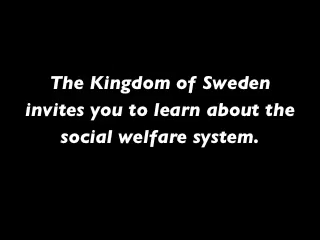 The Kingdom of Sweden
invites you to learn about the
social welfare system.